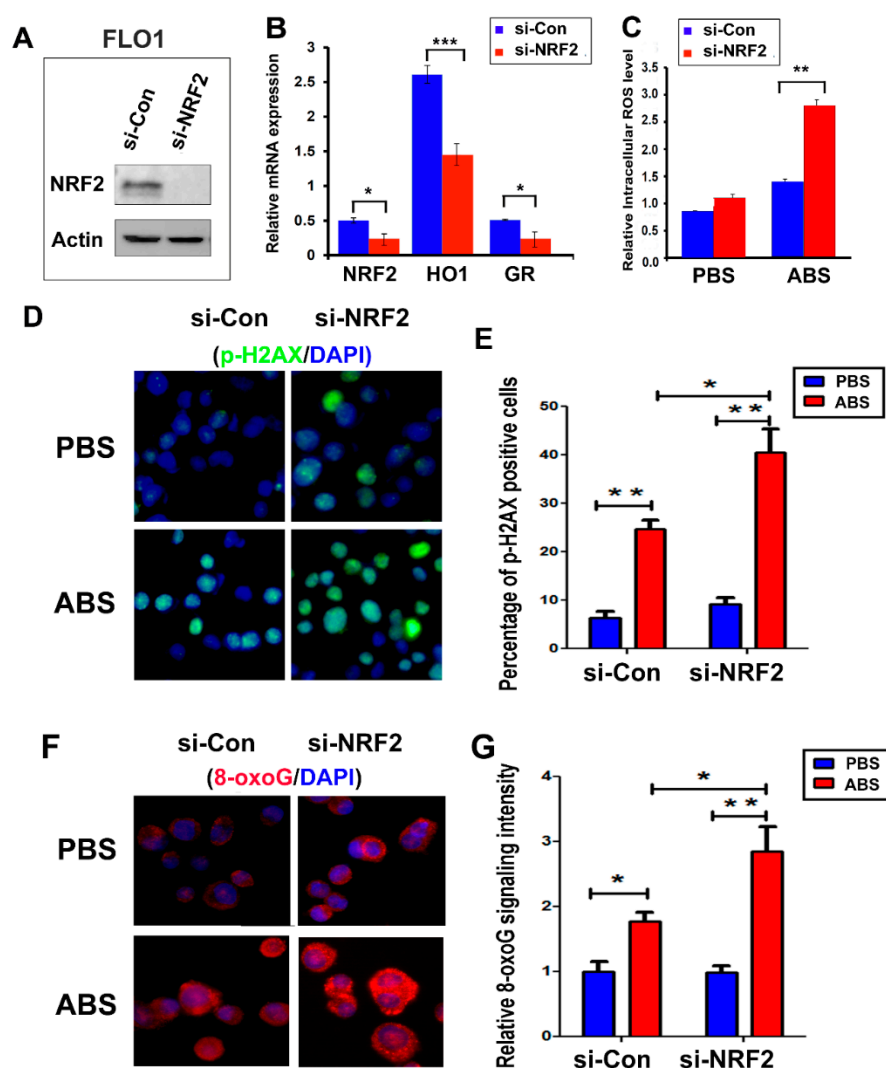 A
FLO1
si-Con
si-NRF2
NRF2
Actin
B
si-Con
si-NRF2
Relative mRNA expression
3
2.5
2
1.5
1
0.5
0
*
***
*
NRF2 HO1 GR
C
si-Con
si-NRF2
Relative Intracellular ROS level
3.5
3.0
2.5
2.0
1.5
1.0
0.5
0.0
**
PBS ABS
D
si-Con si-NRF2
(p-H2AX/DAPI)
PBS
ABS
E
PBS
ABS
Percentage of p-H2AX positive cells
50
40
30
20
10
0
*
**
**
si-Con si-NRF2
F
si-Con si-NRF2
(8-oxoG/DAPI)
PBS
ABS
G
PBS
ABS
Relative 8-oxoG signaling intensity
4
3
2
1
0
*
**
*
si-Con si-NRF2